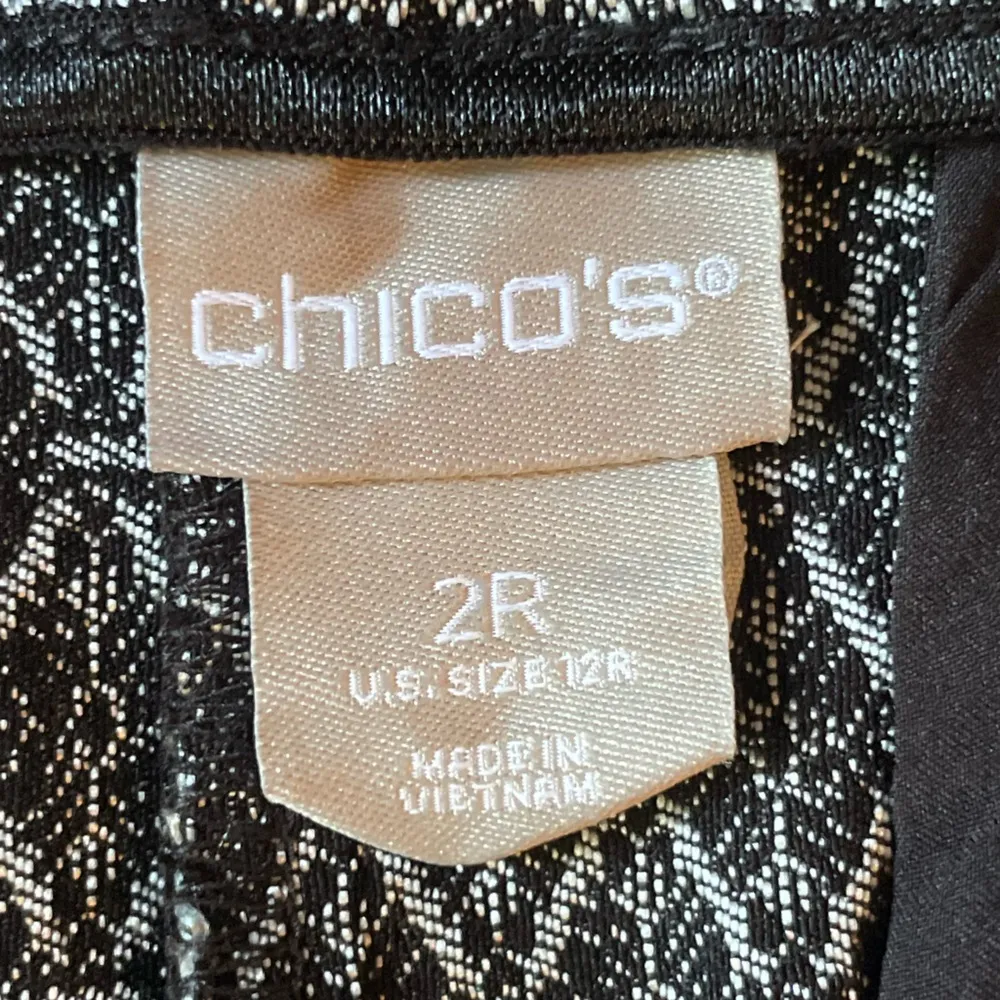 chico's®
2R
U.S. SIZE 12R
MADE IN
VIETNAM